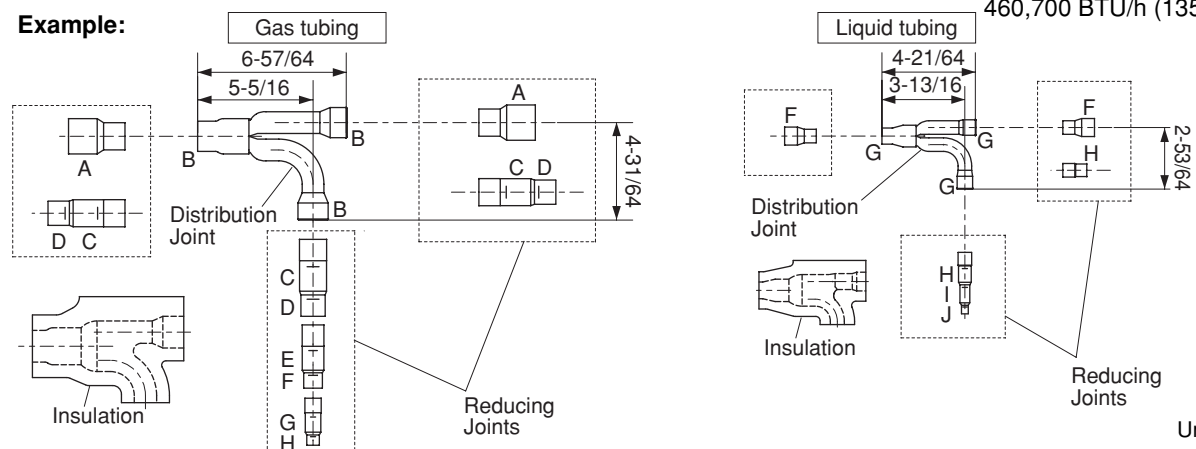 Example:
Gas tubing
6-57/64
5-5/16
A
D C
B
B
B
Distribution
Joint
A
C D
4-31/64
C
D
E
F
G
H
Insulation
Reducing
Joints
460,700 BTU/h (135
Liquid tubing
4-21/64
3-13/16
F
G
G
G
Distribution
Joint
F
H
2-53/64
H
I
J
Insulation
Reducing
Joints